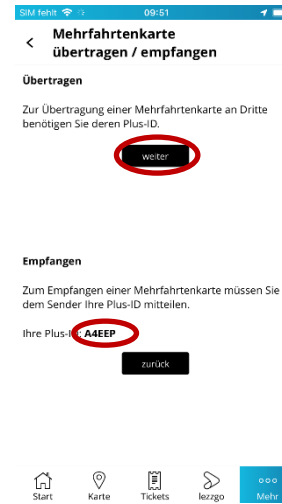 SIM fehlt 09:51
Mehrfahrtenkarte
übertragen / empfangen
Übertragen
Zur Übertragung einer Mehrfahrtenkarte an Dritte
benötigen Sie deren Plus-ID.
weiter
Empfangen
Zum Empfangen einer Mehrfahrtenkarte müssen Sie
dem Sender Ihre Plus-ID mitteilen.
Ihre Plus-ID: A4EEP
zurück
Start Karte Tickets lezzgo Mehr